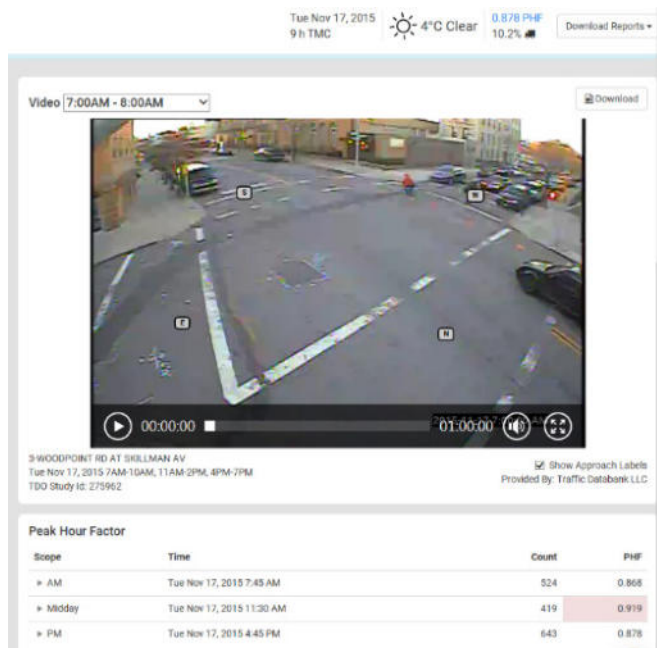 Tue Nov 17, 2015
9 h TMC
4°C Clear
0.878 PHF
10.2%
Download Reports
Video 7:00AM - 8:00AM
Download
S
W
E
N
00:00:00
01:00:00
3-WOODPOINT RD AT SKILLMAN AV
Tue Nov 17, 2015 7AM-10AM, 11AM-2PM, 4PM-7PM
TDO Study Id: 275962
Show Approach Labels
Provided By: Traffic Databank LLC
Peak Hour Factor
Scope Time Count PHF
AM Tue Nov 17, 2015 7:45 AM 524 0.868
Midday Tue Nov 17, 2015 11:30 AM 419 0.919
PM Tue Nov 17, 2015 4:45 PM 643 0.878